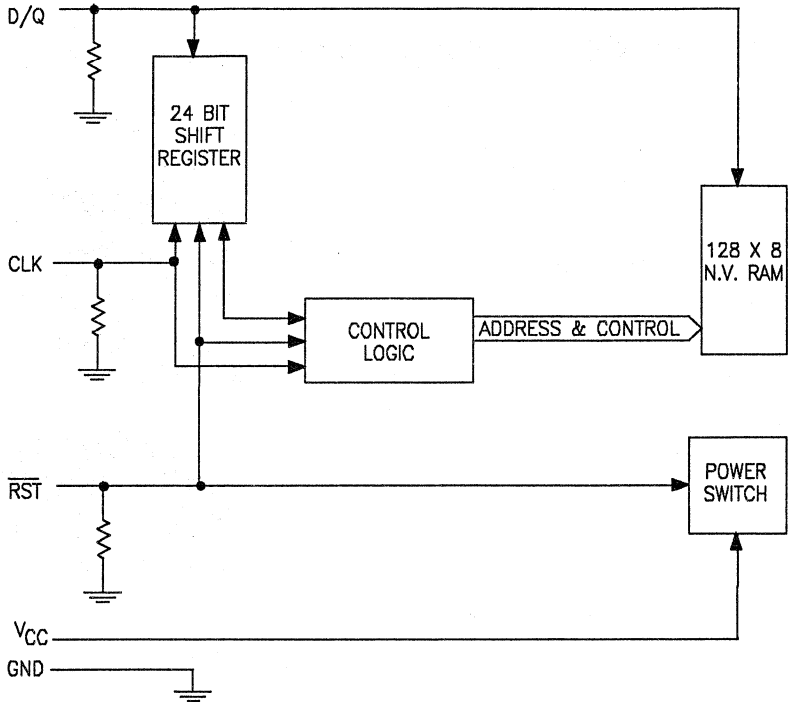 D/Q
24 BIT
SHIFT
REGISTER
CLK
128 X 8
N.V. RAM
CONTROL
LOGIC
ADDRESS & CONTROL
RST
POWER
SWITCH
VCC
GND